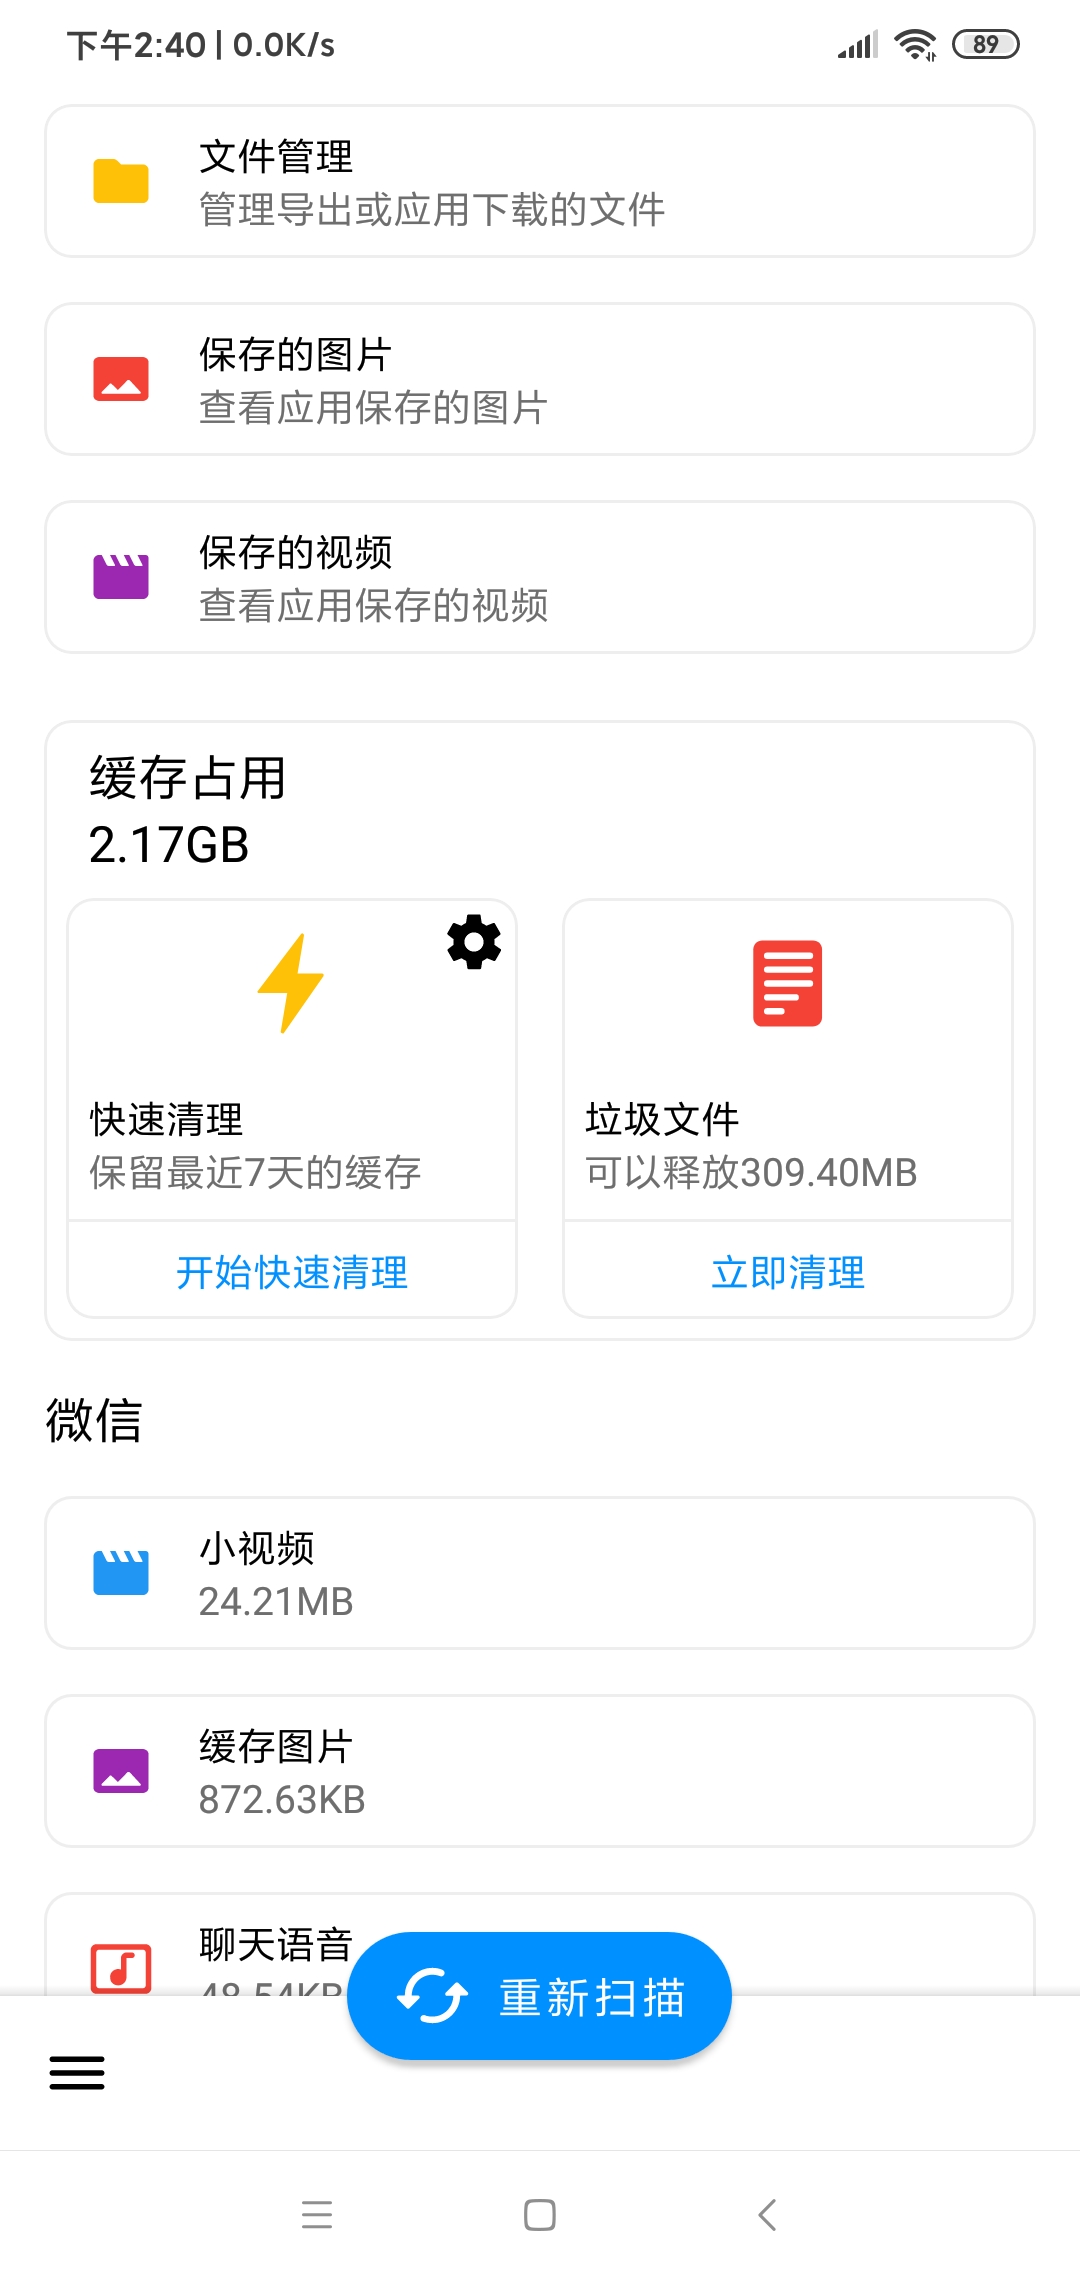 下午2:40 | 0.0K/s
89
文件管理
管理导出或应用下载的文件
保存的图片
查看应用保存的图片
保存的视频
查看应用保存的视频
缓存占用
2.17GB
快速清理
保留最近7天的缓存
开始快速清理
垃圾文件
可以释放309.40MB
立即清理
微信
小视频
24.21MB
缓存图片
872.63KB
聊天语音
48.54KB
重新扫描